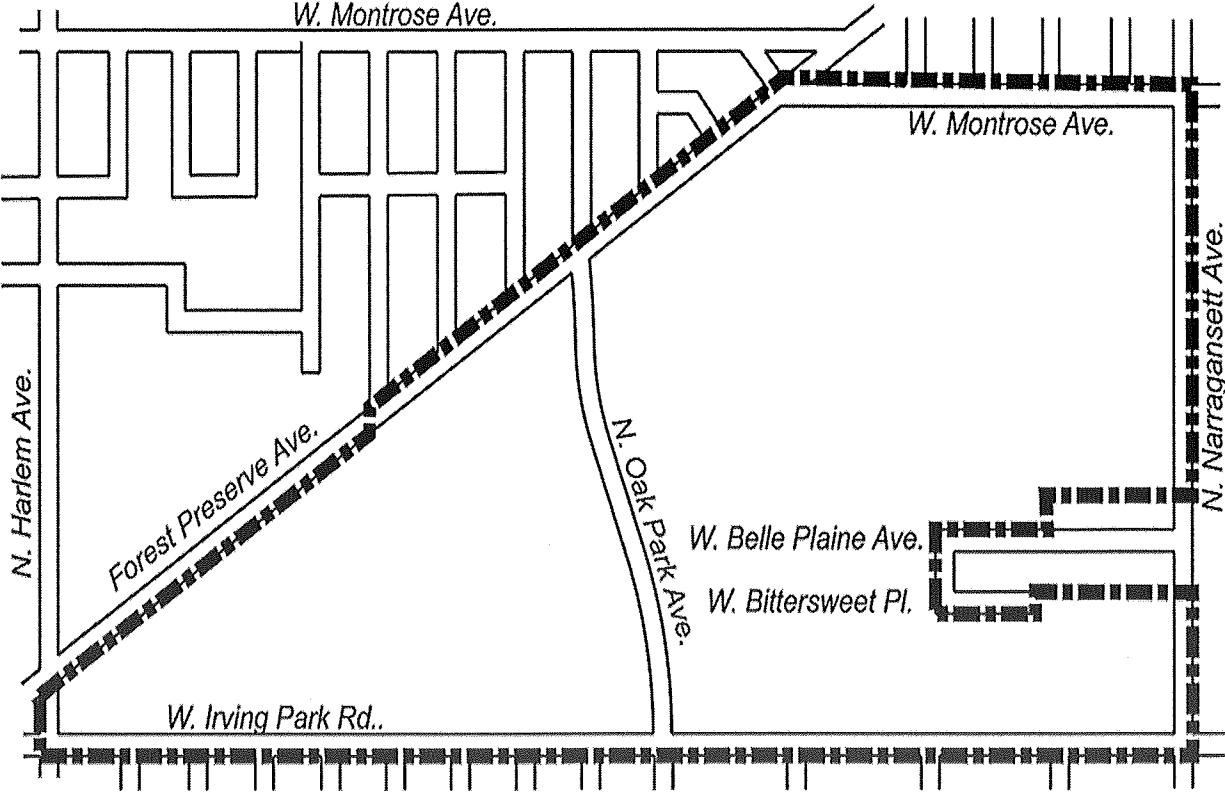 W. Montrose Ave.
W. Montrose Ave.
N. Narragansett Ave.
N. Harlem Ave.
Forest Preserve Ave.
N. Oak Park Ave.
W. Belle Plaine Ave.
W. Bittersweet Pl.
W. Irving Park Rd..